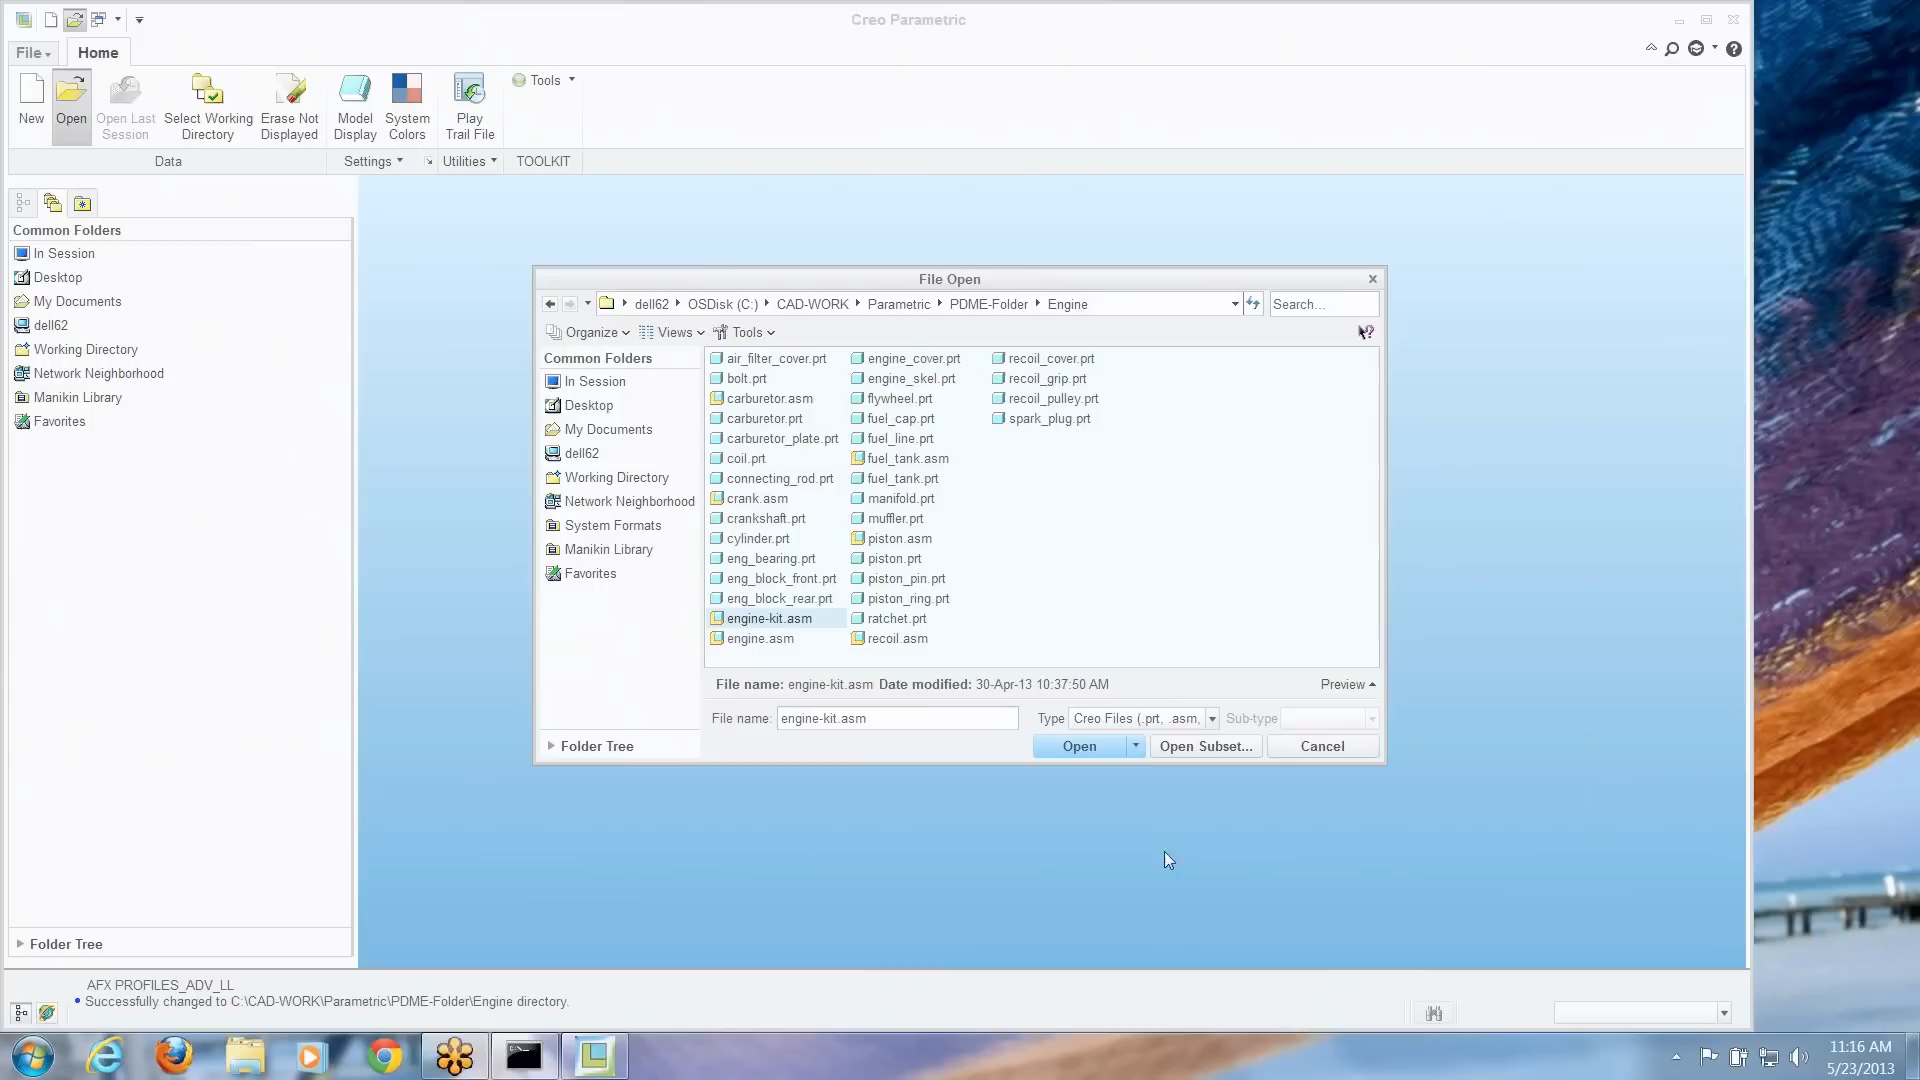 Creo Parametric
File
Home
New
Open
Open Last Session
Select Working Directory
Erase Not Displayed
Model Display
System Colors
Play Trail File
Tools
Data
Settings
Utilities
TOOLKIT
Common Folders
In Session
Desktop
My Documents
dell62
Working Directory
Network Neighborhood
Manikin Library
Favorites
Folder Tree
File Open
dell62 OSDisk (C:) CAD-WORK Parametric PDME-Folder Engine
Search...
Organize Views Tools
Common Folders
In Session
Desktop
My Documents
dell62
Working Directory
Network Neighborhood
System Formats
Manikin Library
Favorites
Folder Tree
air_filter_cover.prt
bolt.prt
carburetor.asm
carburetor.prt
carburetor_plate.prt
coil.prt
connecting_rod.prt
crank.asm
crankshaft.prt
cylinder.prt
eng_bearing.prt
eng_block_front.prt
eng_block_rear.prt
engine-kit.asm
engine.asm
engine_cover.prt
engine_skel.prt
flywheel.prt
fuel_cap.prt
fuel_line.prt
fuel_tank.asm
fuel_tank.prt
manifold.prt
muffler.prt
piston.asm
piston.prt
piston_pin.prt
piston_ring.prt
ratchet.prt
recoil.asm
recoil_cover.prt
recoil_grip.prt
recoil_pulley.prt
spark_plug.prt
File name: engine-kit.asm Date modified: 30-Apr-13 10:37:50 AM
Preview
File name: engine-kit.asm
Type Creo Files (.prt, .asm,
Sub-type
Open
Open Subset...
Cancel
AFX PROFILES_ADV_LL
Successfully changed to C:\CAD-WORK\Parametric\PDME-Folder\Engine directory.
11:16 AM
5/23/2013